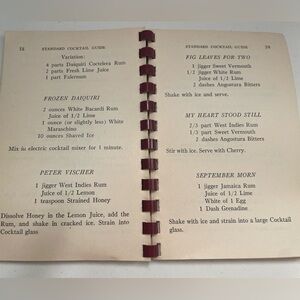 74 STANDARD COCKTAIL GUIDE
Variation:
4 parts Daiquiri Coctelera Rum
2 parts Fresh Lime Juice
1 part Falernum
FROZEN DAIQUIRI
2 ounces White Bacardi Rum
Juice of 1/2 Lime
1 ounce (or slightly less) White
Maraschino
10 ounces Shaved Ice
Mix in electric cocktail mixer for 1 minute.
PETER VISCHER
1 jigger West Indies Rum
Juice of 1/2 Lemon
1 teaspoon Strained Honey
Dissolve Honey in the Lemon Juice, add the
Rum, and shake in cracked ice. Strain into
Cocktail glass
STANDARD COCKTAIL GUIDE
FIG LEAVES FOR TWO
1 jigger Sweet Vermouth
1/2 jigger White Rum
Juice of 1/2 Lime
2 dashes Angostura Bitters
Shake with ice and serve.
MY HEART STOOD STILL
2/3 part West Indies Rum
1/3 part Sweet Vermouth
2 dashes Angostura Bitters
Stir with ice. Serve with Cherry.
SEPTEMBER MORN
1 jigger Jamaica Rum
Juice of 1/2 Lime
White of 1 Egg
1 Dash Grenadine
Shake with ice and strain into a large Cocktail
glass.